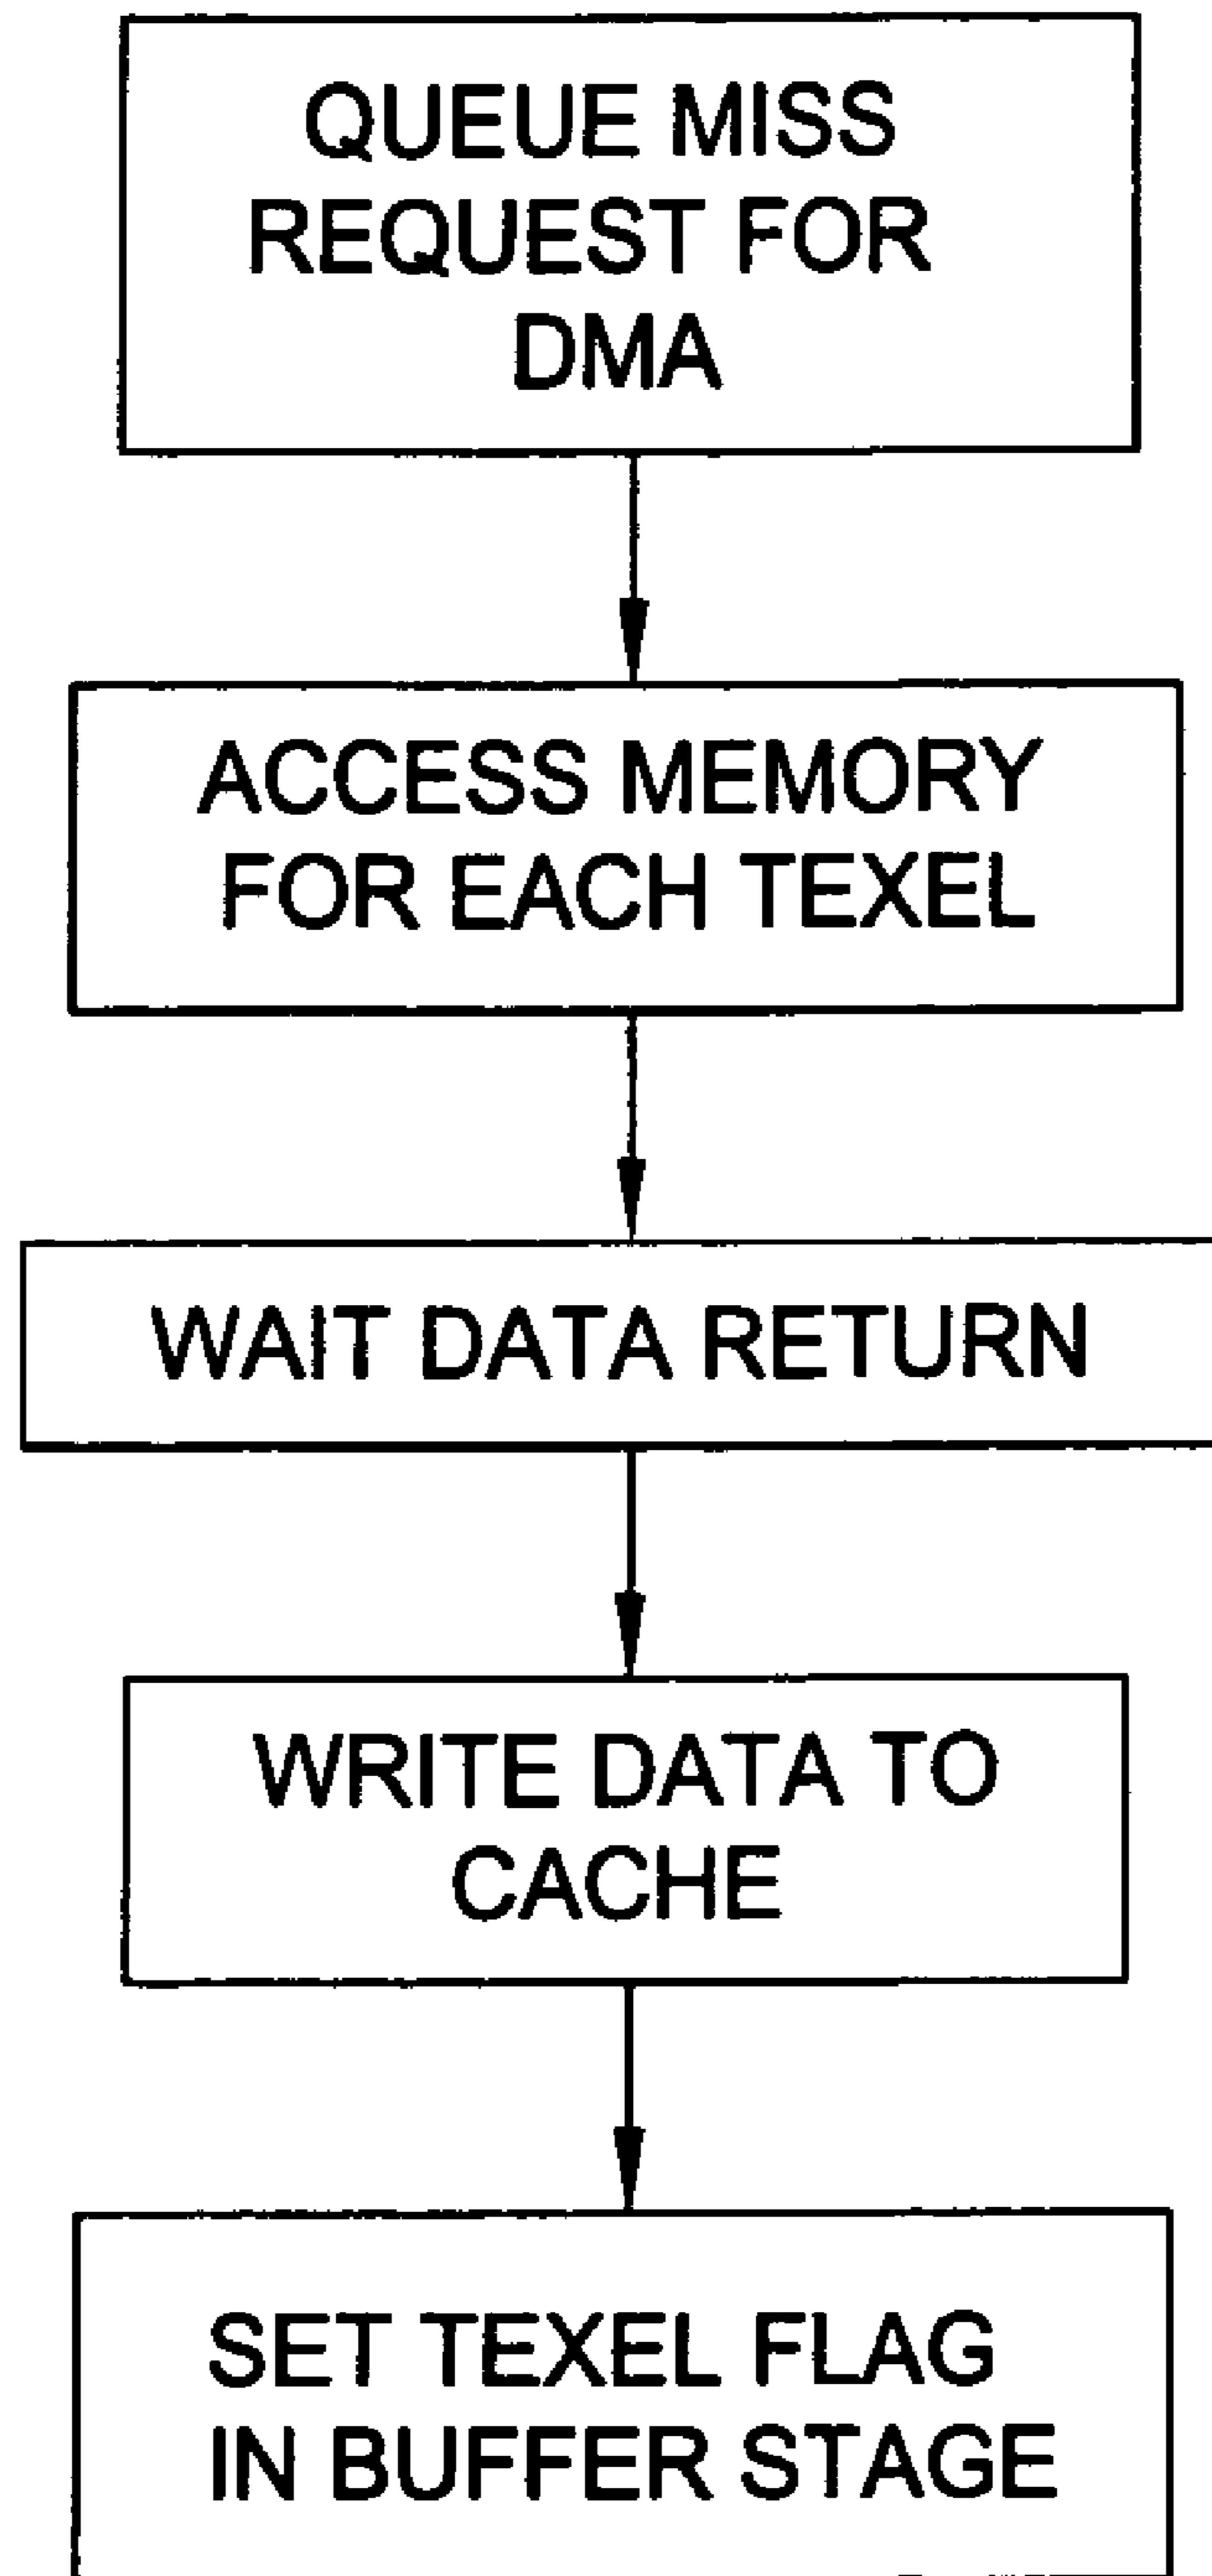 QUEUE MISS
REQUEST FOR
DMA
ACCESS MEMORY
FOR EACH TEXEL
WAIT DATA RETURN
WRITE DATA TO
CACHE
SET TEXEL FLAG
IN BUFFER STAGE